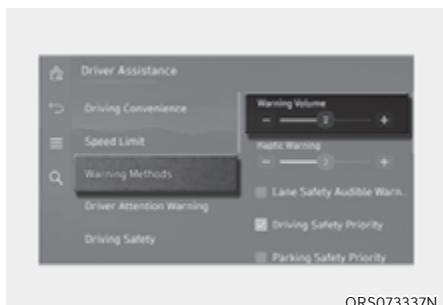 Driver Assistance
Driving Convenience
Speed Limit
Warning Methods
Driver Attention Warning
Driving Safety
Warning Volume
Haptic Warning
Lane Safety Audible Warn..
Driving Safety Priority
Parking Safety Priority
ORS073337N